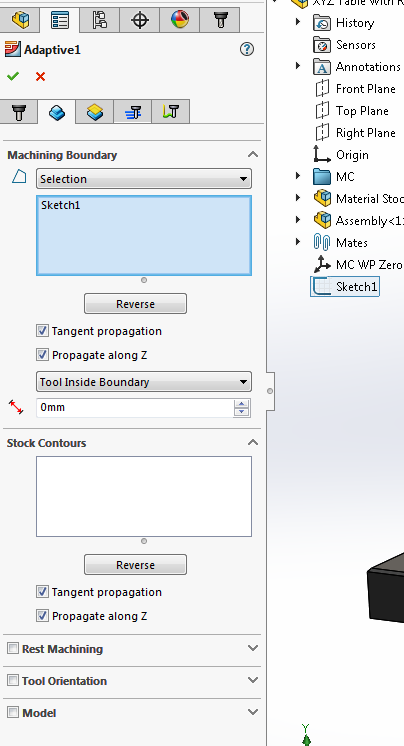 XYZ Table With R
Adaptive1
History
Sensors
Annotations
Front Plane
Top Plane
Right Plane
Origin
MC
Material Stoc
Assembly<1:
Mates
MC WP Zero
Sketch1
Machining Boundary
Selection
Sketch1
Reverse
Tangent propagation
Propagate along Z
Tool Inside Boundary
0mm
Stock Contours
Reverse
Tangent propagation
Propagate along Z
Rest Machining
Tool Orientation
Model
Y